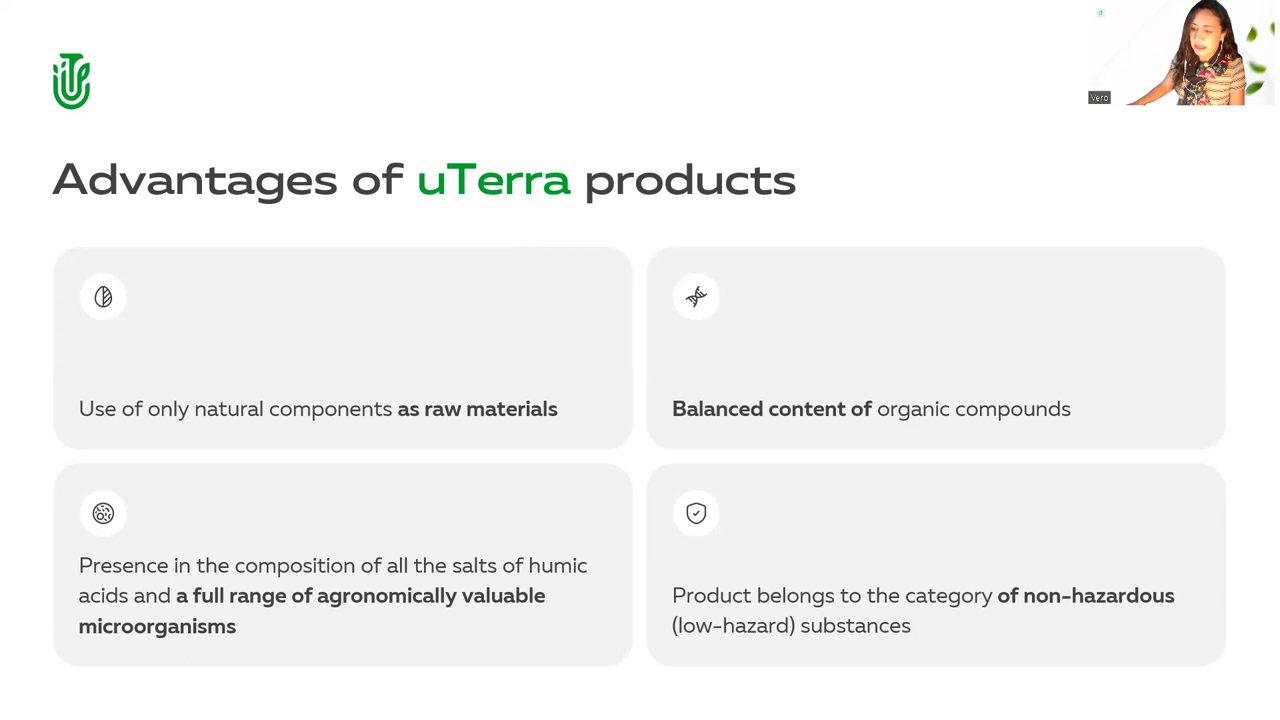 Vero
Advantages of uTerra products
Use of only natural components as raw materials
Balanced content of organic compounds
Presence in the composition of all the salts of humic
acids and a full range of agronomically valuable
microorganisms
Product belongs to the category of non-hazardous
(low-hazard) substances